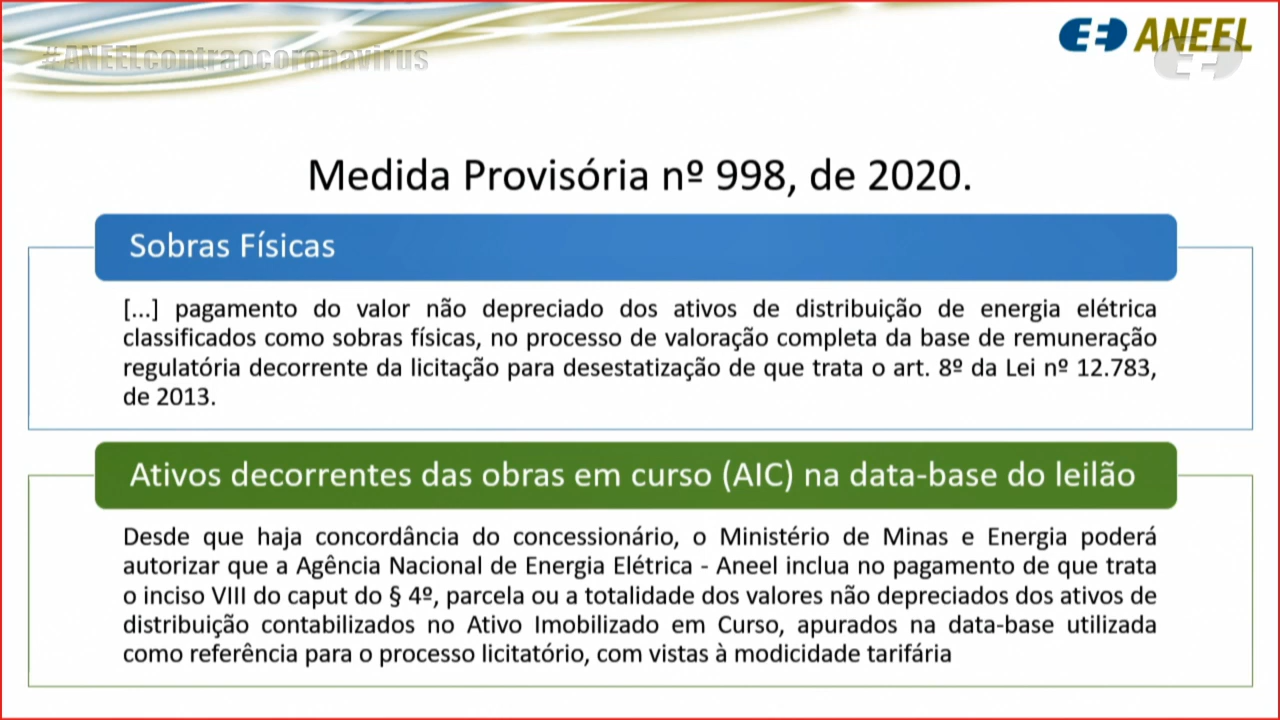 #ANEELcontraocoronavirus
ANEEL
Medida Provisória nº 998, de 2020.
Sobras Físicas
[...] pagamento do valor não depreciado dos ativos de distribuição de energia elétrica
classificados como sobras físicas, no processo de valoração completa da base de remuneração
regulatória decorrente da licitação para desestatização de que trata o art. 8º da Lei nº 12.783,
de 2013.
Ativos decorrentes das obras em curso (AIC) na data-base do leilão
Desde que haja concordância do concessionário, o Ministério de Minas e Energia poderá
autorizar que a Agência Nacional de Energia Elétrica - Aneel inclua no pagamento de que trata
o inciso VIII do caput do § 4º, parcela ou a totalidade dos valores não depreciados dos ativos de
distribuição contabilizados no Ativo Imobilizado em Curso, apurados na data-base utilizada
como referência para o processo licitatório, com vistas à modicidade tarifária